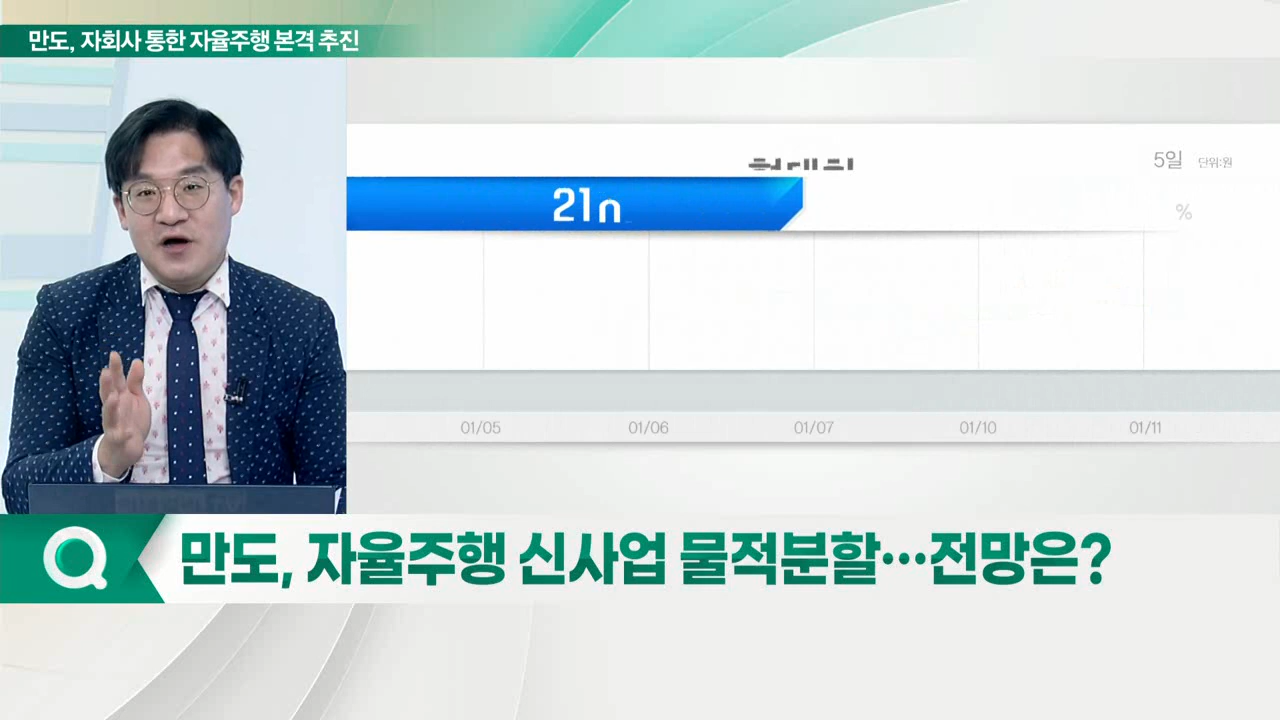 만도, 자회사 통한 자율주행 본격 추진
5일 단위:원
%
01/05 01/06 01/07 01/10 01/11
만도, 자율주행 신사업 물적분할…전망은?